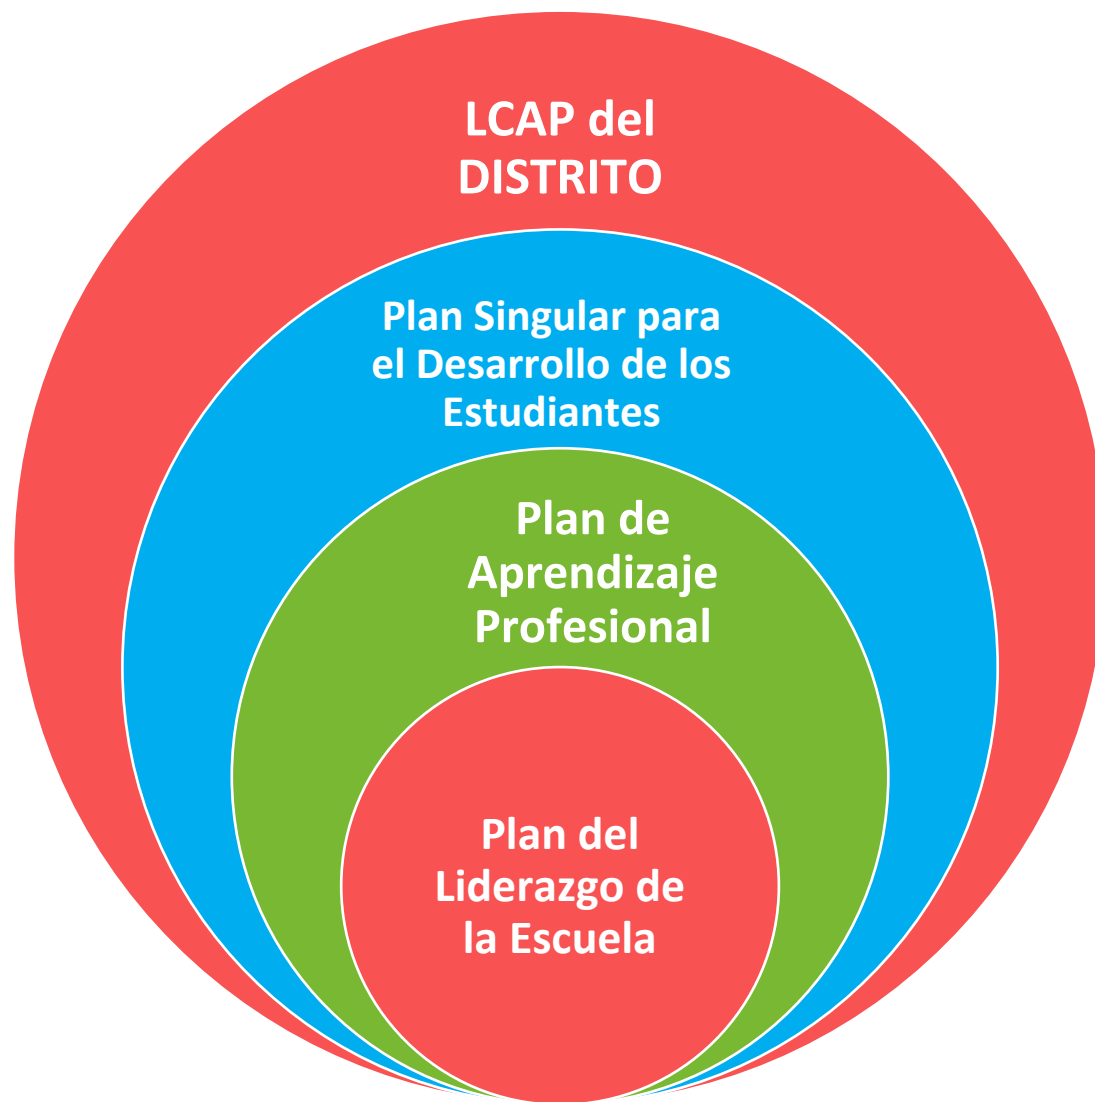 LCAP del
DISTRITO
Plan Singular para
el Desarrollo de los
Estudiantes
Plan de
Aprendizaje
Profesional
Plan del
Liderazgo de
la Escuela